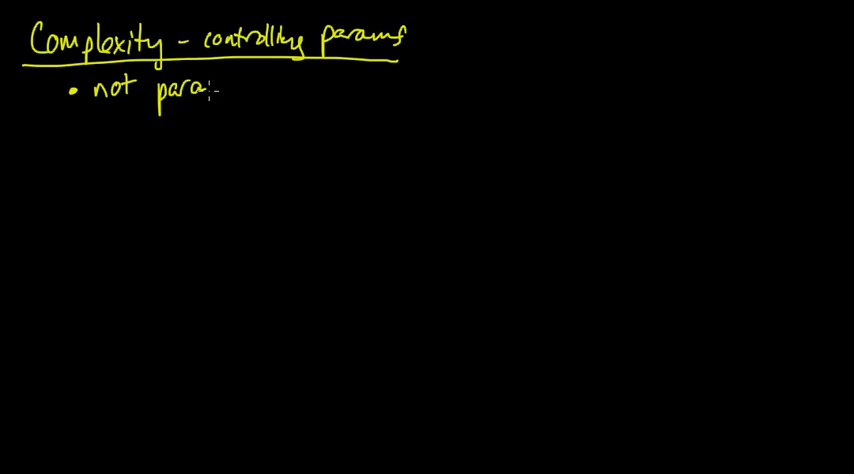 Complexity - controlling params
• not para